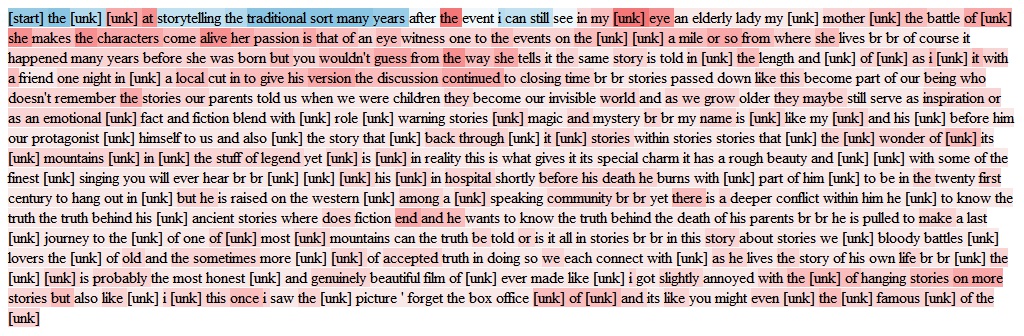 [start] the [unk] [unk] at storytelling the traditional sort many years after the event i can still see in my [unk] eye an elderly lady my [unk] mother [unk] the battle of [unk]
she makes the characters come alive her passion is that of an eye witness one to the events on the [unk] [unk] a mile or so from where she lives br br of course it
happened many years before she was born but you wouldn't guess from the way she tells it the same story is told in [unk] the length and [unk] of [unk] as i [unk] it with
a friend one night in [unk] a local cut in to give his version the discussion continued to closing time br br stories passed down like this become part of our being who
doesn't remember the stories our parents told us when we were children they become our invisible world and as we grow older they maybe still serve as inspiration or
as an emotional [unk] fact and fiction blend with [unk] role [unk] warning stories [unk] magic and mystery br br my name is [unk] like my [unk] and his [unk] before him
our protagonist [unk] himself to us and also [unk] the story that [unk] back through [unk] it [unk] stories within stories stories that [unk] the [unk] wonder of [unk] its
[unk] mountains [unk] in [unk] the stuff of legend yet [unk] is [unk] in reality this is what gives it its special charm it has a rough beauty and [unk] [unk] with some of the
finest [unk] singing you will ever hear br br [unk] [unk] his [unk] in hospital shortly before his death he burns with [unk] part of him [unk] to be in the twenty first
century to hang out in [unk] but he is raised on the western [unk] among a [unk] speaking community br br yet there is a deeper conflict within him he [unk] to know the
truth the truth behind his [unk] ancient stories where does fiction end and he wants to know the truth behind the death of his parents br br he is pulled to make a last
[unk] journey to the [unk] of one of [unk] most [unk] mountains can the truth be told or is it all in stories br br in this story about stories we [unk] bloody battles [unk]
lovers the [unk] of old and the sometimes more [unk] [unk] of accepted truth in doing so we each connect with [unk] as he lives the story of his own life br br [unk] the
[unk] [unk] is probably the most honest [unk] and genuinely beautiful film of [unk] ever made like [unk] i got slightly annoyed with the [unk] of hanging stories on more
stories but also like [unk] i [unk] this once i saw the [unk] picture ' forget the box office [unk] of [unk] and its like you might even [unk] the [unk] famous [unk] of the
[unk]